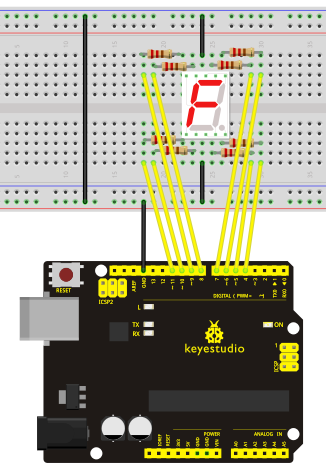 RESET
ICSP2
AREF
GND
13
12
~11
~10
~9
8
7
~6
~5
4
~3
2
TX0 1
RX0 0
DIGITAL (PWM~)
L
TX
RX
keyestudio
ON
1
ICSP
POWER
ANALOG IN
IOREF
RESET
3V3
5V
GND
GND
VIN
A0
A1
A2
A3
A4
A5